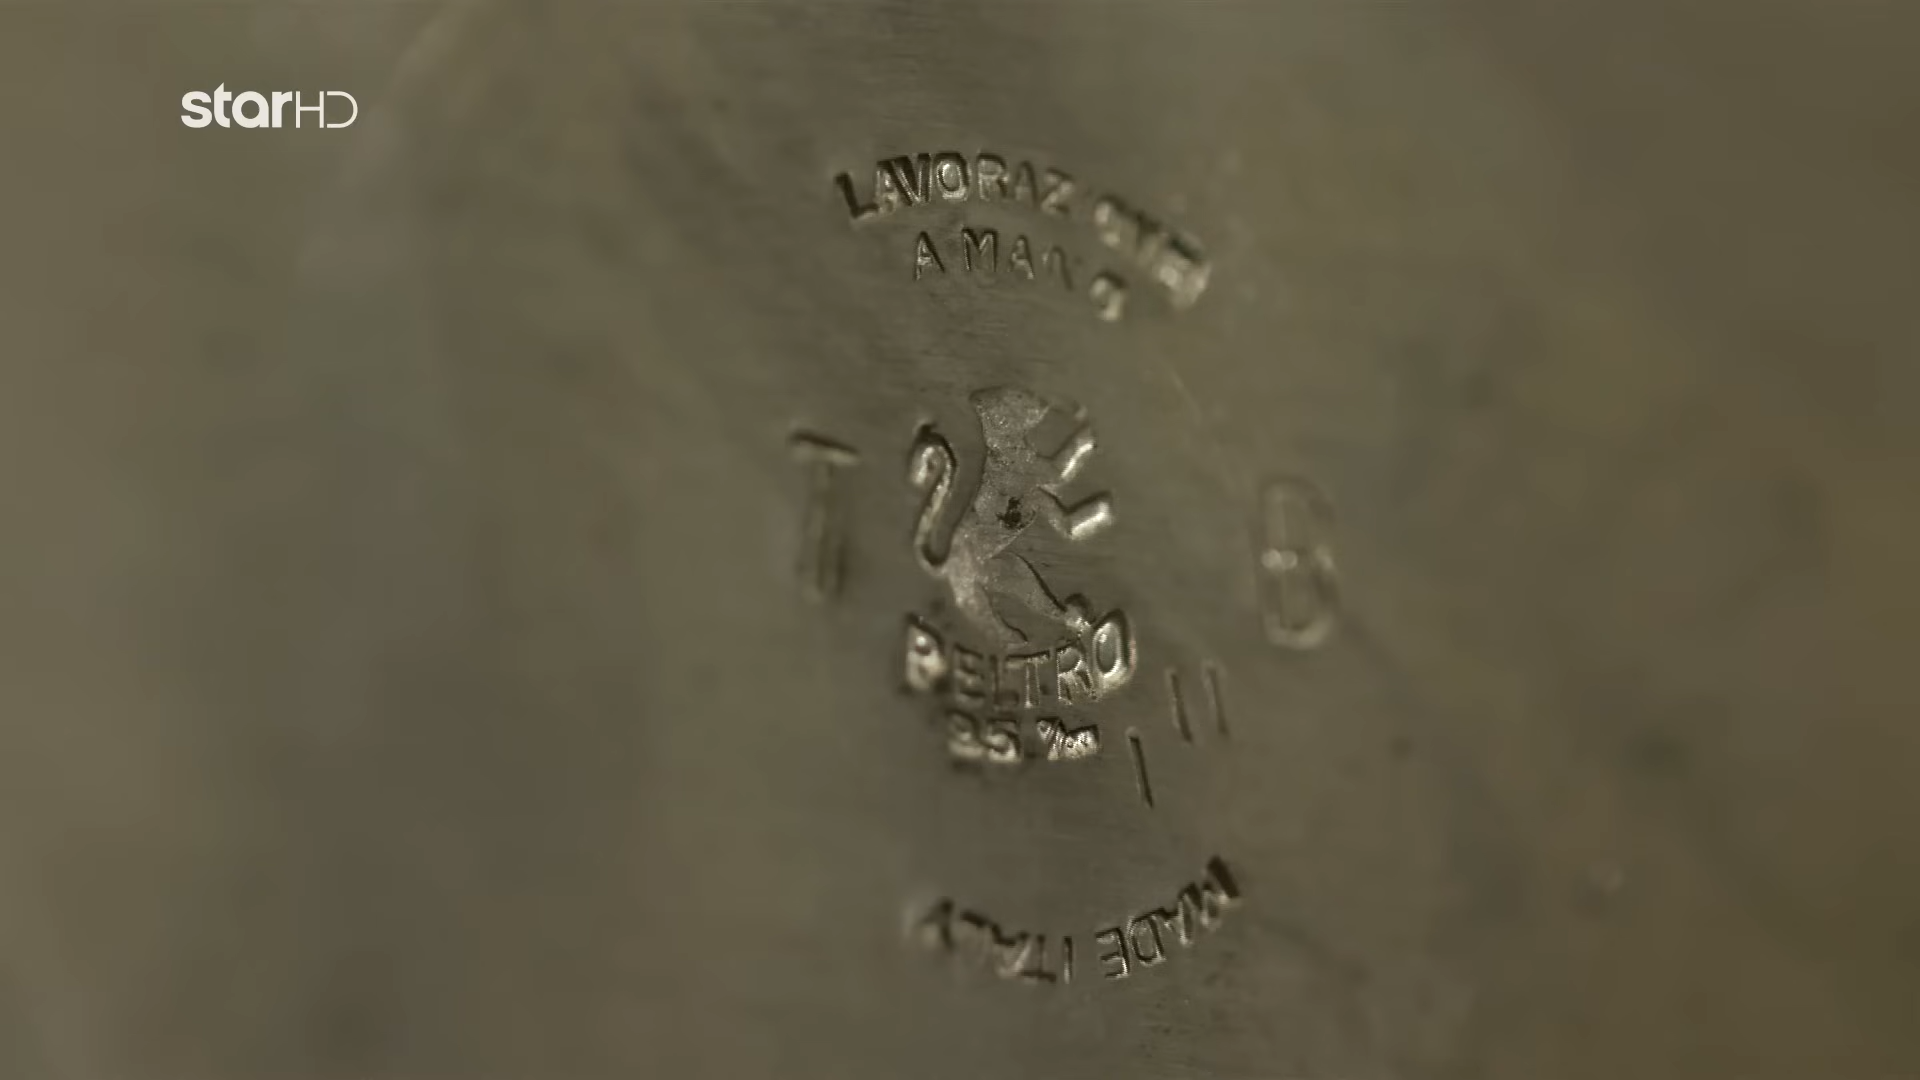 starHD
LAVORAZIONE
A MANO
T B
PELTRO
95 %
MADE ITALY